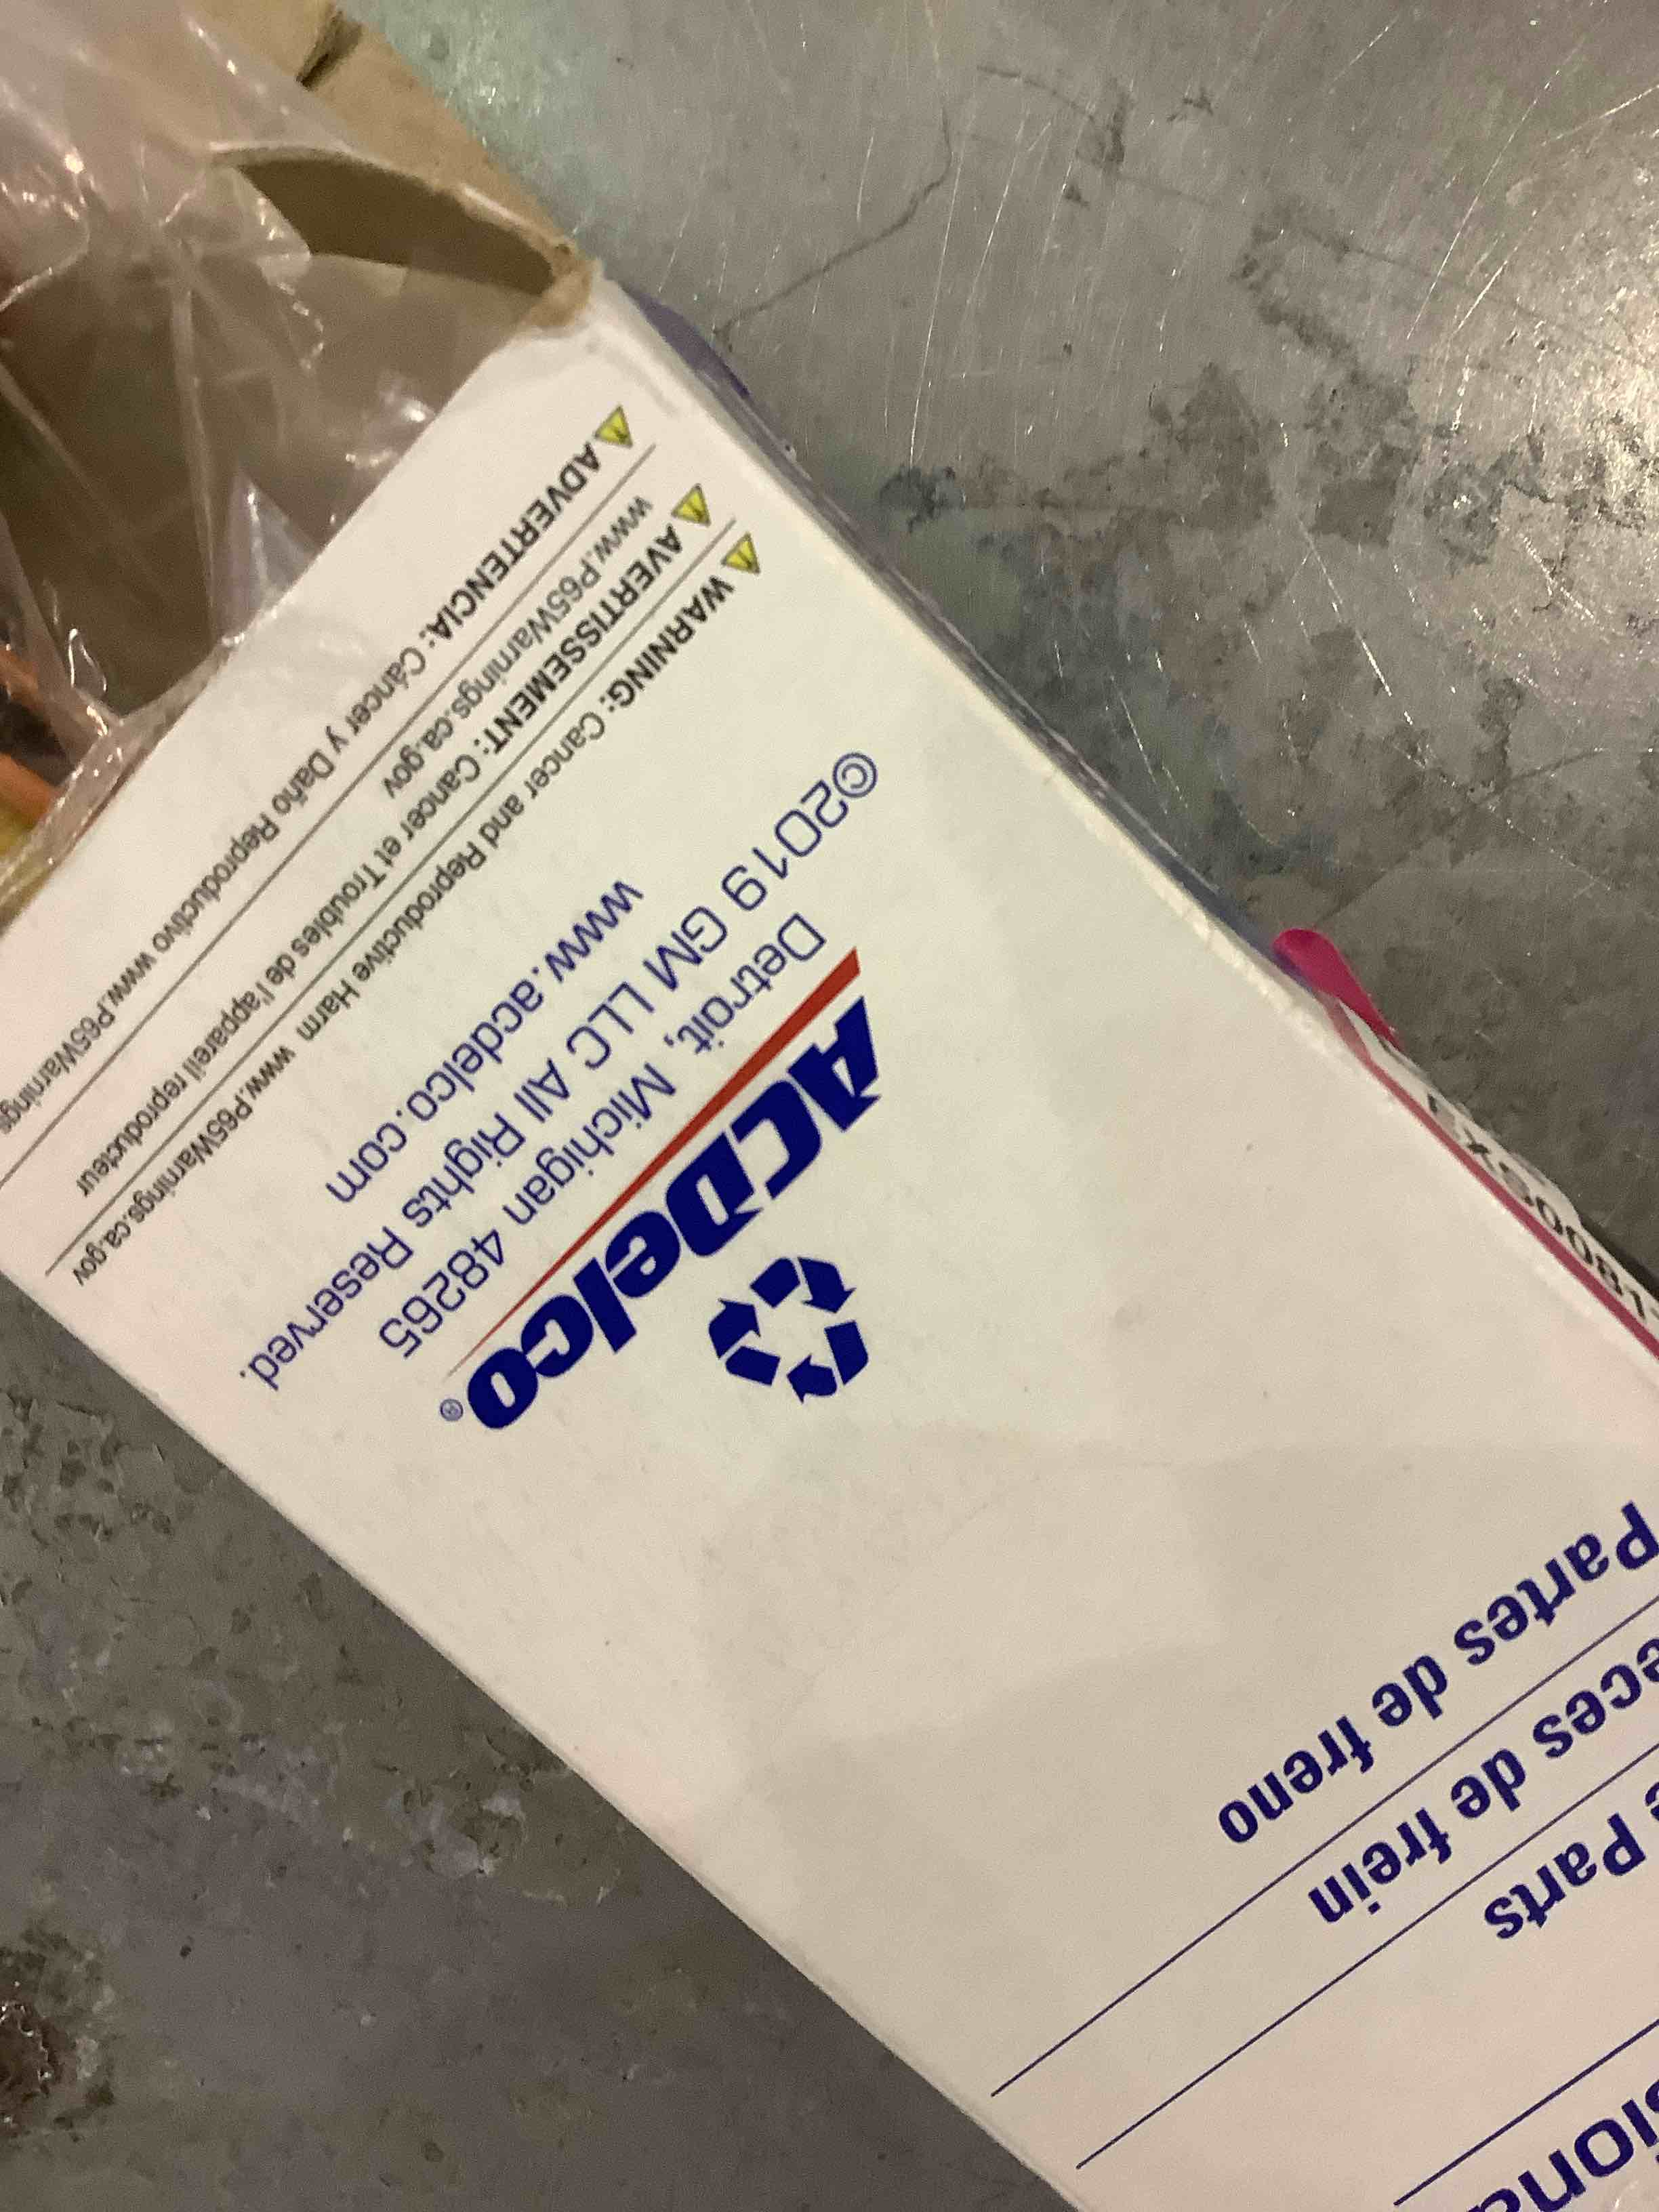 Parts
de frein
Partes de freno
ACDelco®
Detroit, Michigan 48265
©2019 GM LLC All Rights Reserved.
www.acdelco.com
WARNING: Cancer and Reproductive Harm www.P65Warnings.ca.gov
AVERTISSEMENT: Cancer et Troubles de l'appareil reproducteur
www.P65Warnings.ca.gov
ADVERTENCIA: Cáncer y Daño Reproductivo www.P65Warnings